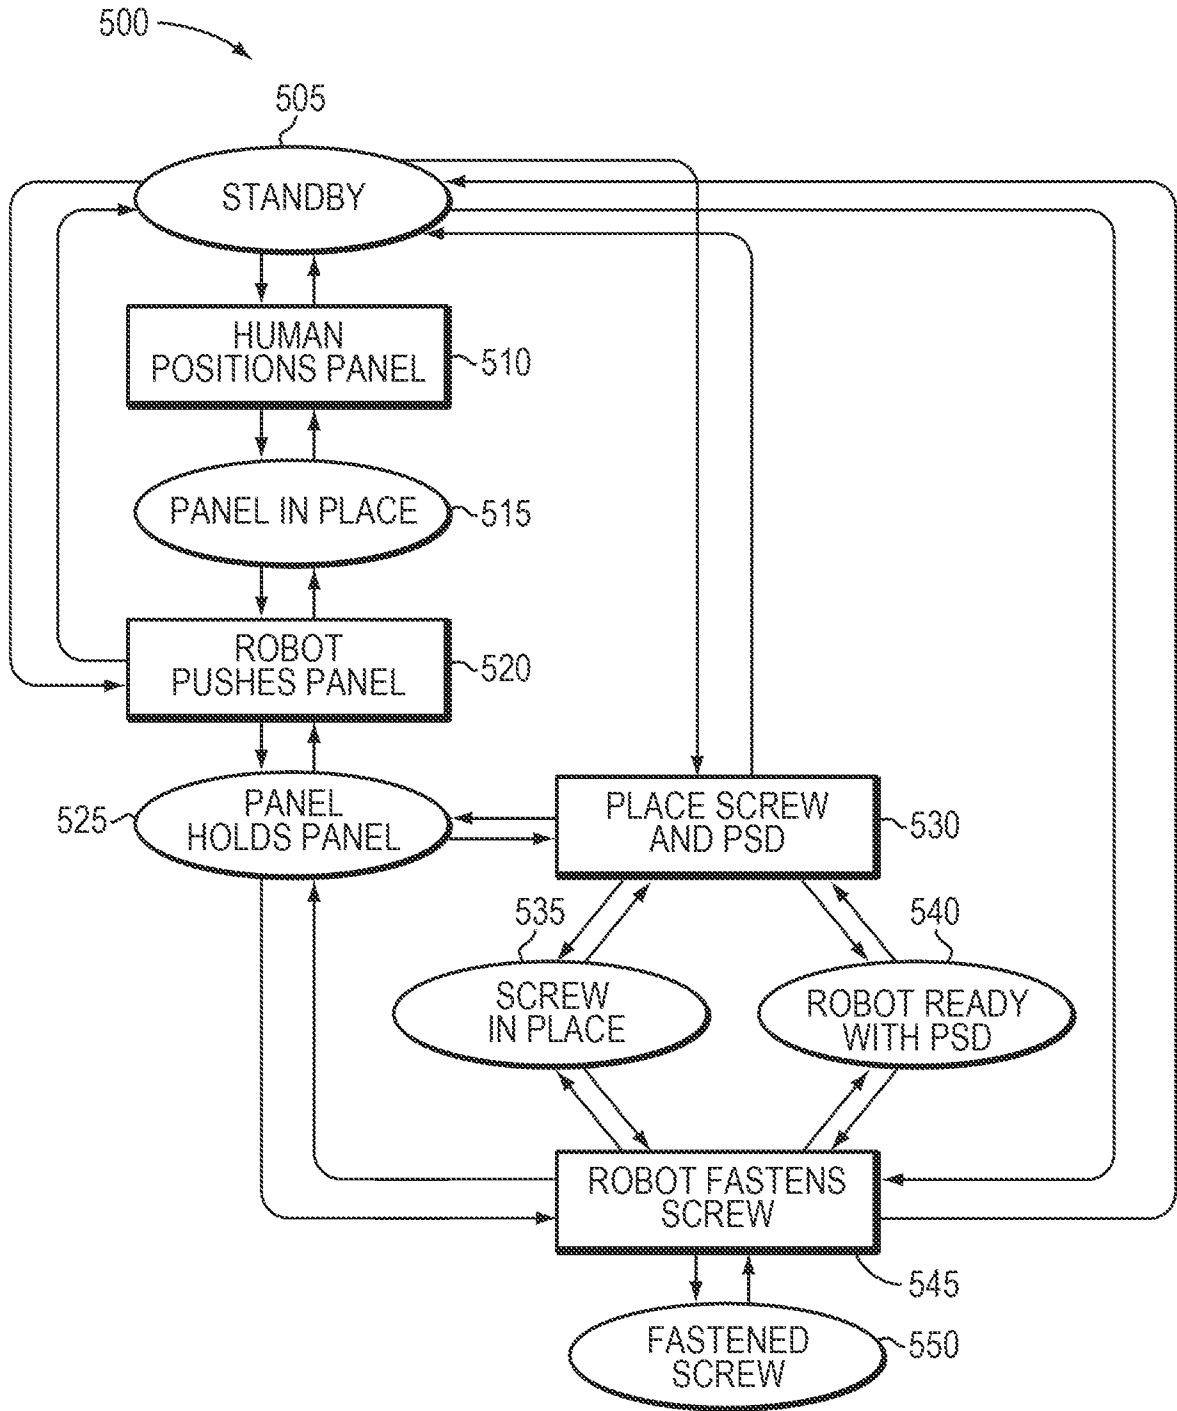 500
505
STANDBY
HUMAN
POSITIONS PANEL
510
PANEL IN PLACE
515
ROBOT
PUSHES PANEL
520
525
PANEL
HOLDS PANEL
PLACE SCREW
AND PSD
530
535
540
SCREW
IN PLACE
ROBOT READY
WITH PSD
ROBOT FASTENS
SCREW
545
FASTENED
SCREW
550